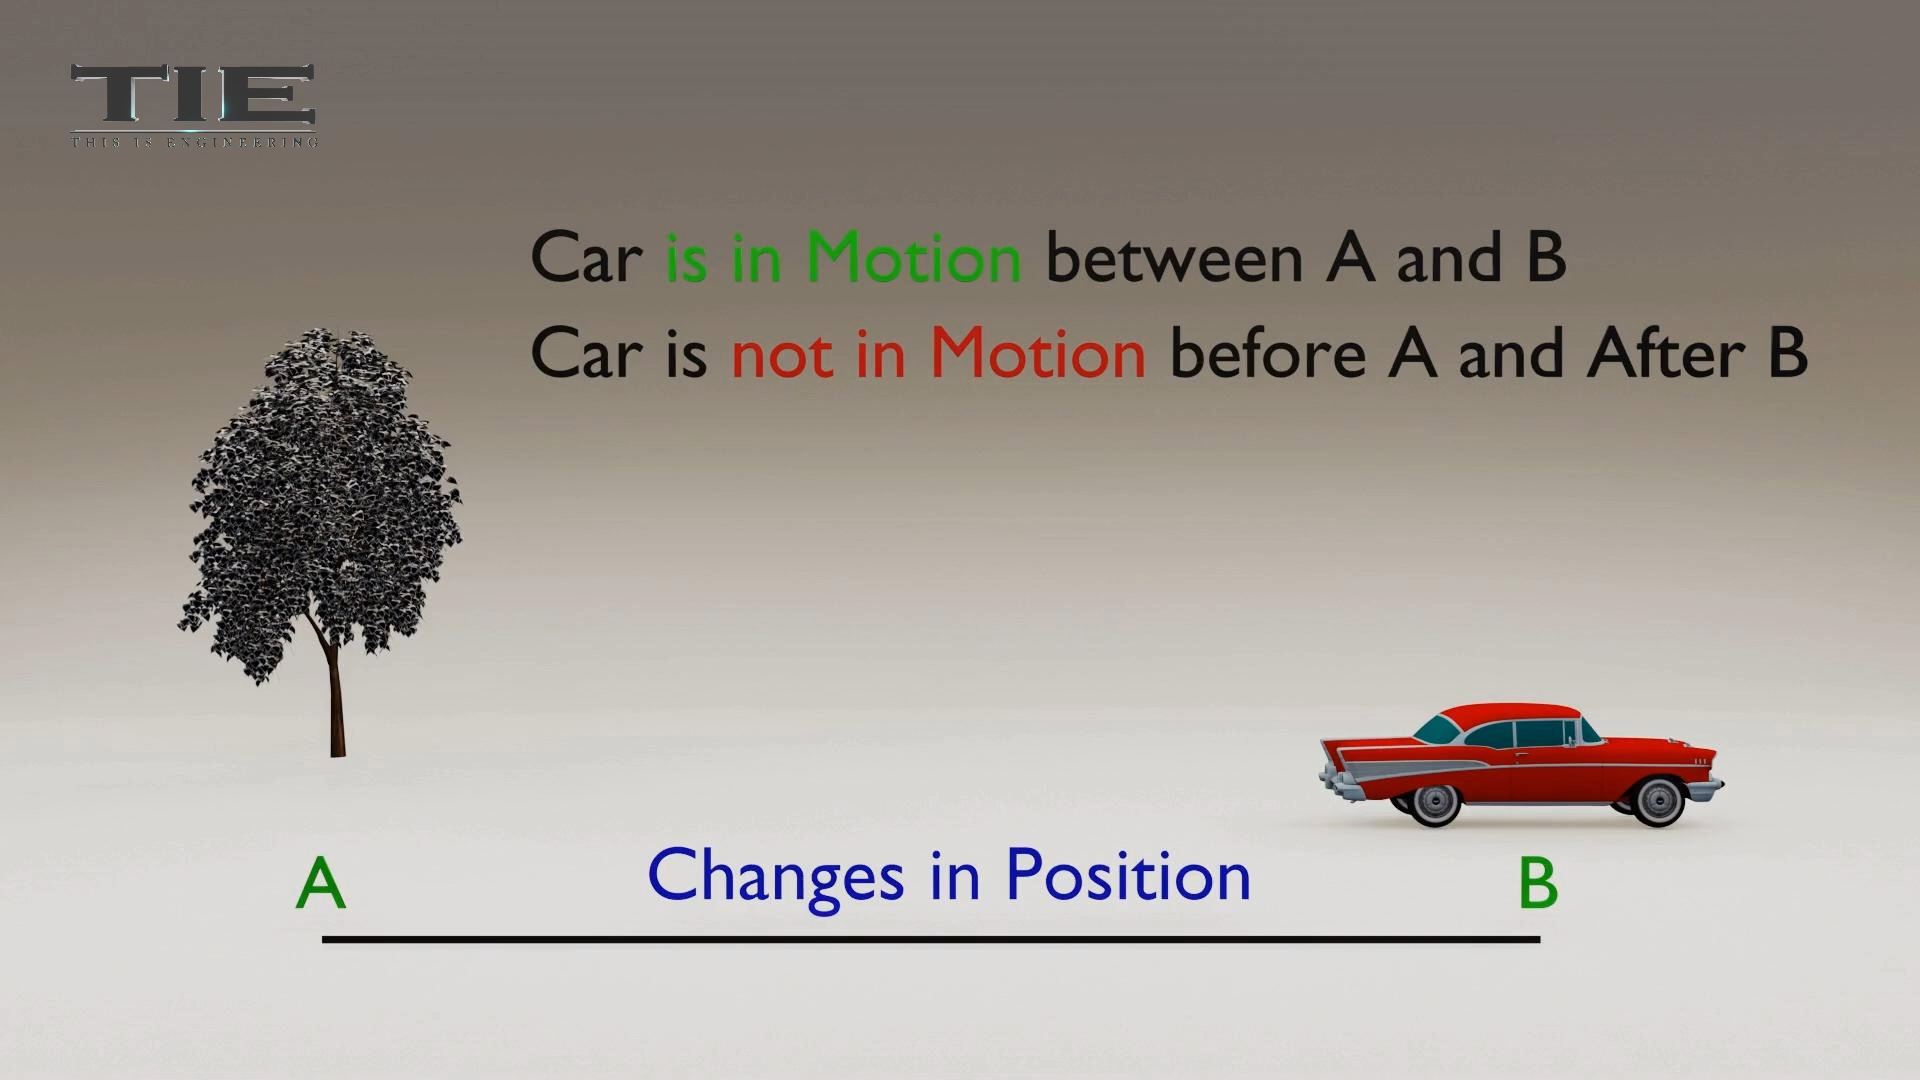 TIE
THIS IS ENGINEERING
Car is in Motion between A and B
Car is not in Motion before A and After B
A
Changes in Position
B